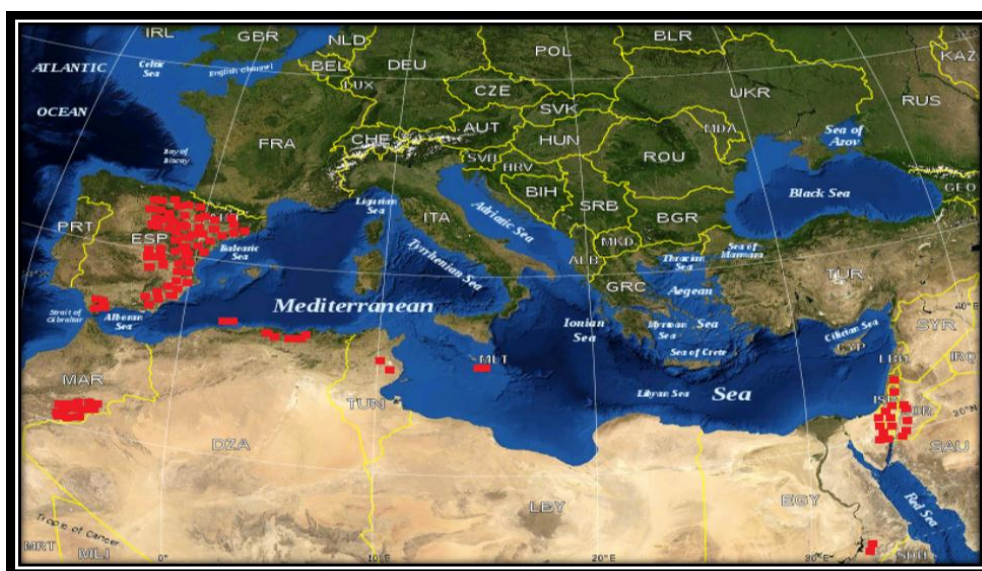 IRL
GBR
NLD
POL
BLR
KAZ
ATLANTIC
Celtic
Sea
English Channel
BEL
DEU
LUX
CZE
UKR
RUS
OCEAN
SVK
FRA
CHE
AUT
HUN
MDA
Sea of
Azov
Bay of
Biscay
SVN
HRV
ROU
GEO
BIH
SRB
Black Sea
Ligurian
Sea
ITA
Adriatic Sea
PRT
ESP
BGR
MKD
Balearic
Sea
Tyrrhenian Sea
ALB
Thracian
Sea
Sea of
Marmara
TUR
GRC
Aegean
Sea
Mediterranean
Strait of
Gibraltar
Alboran
Sea
Ionian
Sea
Myrtoan
Sea
Cilician Sea
SYR
Sea of Crete
CYP
LBN
IRQ
MLT
MAR
Libyan Sea
Sea
TUN
DZA
SAU
LBY
EGY
Red Sea
Tropic of Cancer
MRT
MLI
0°
10°E
20°E
30°E